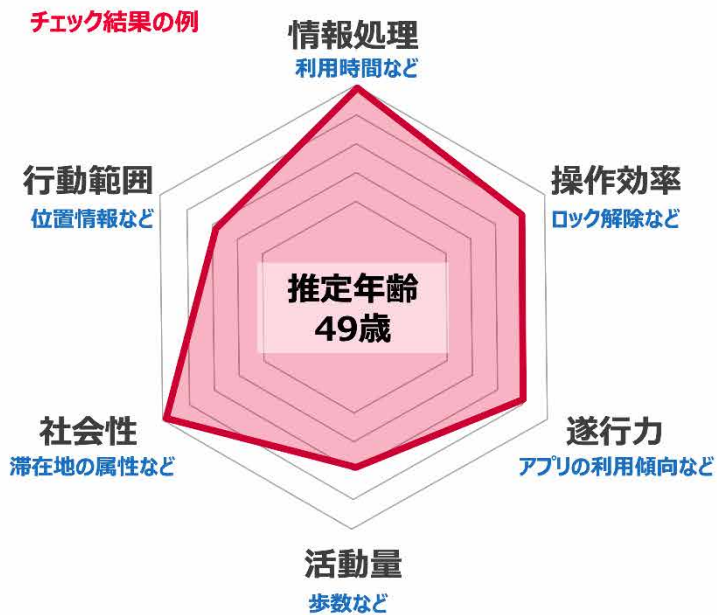 チェック結果の例
情報処理
利用時間など
行動範囲
位置情報など
操作効率
ロック解除など
推定年齢
49歳
社会性
滞在地の属性など
遂行力
アプリの利用傾向など
活動量
歩数など